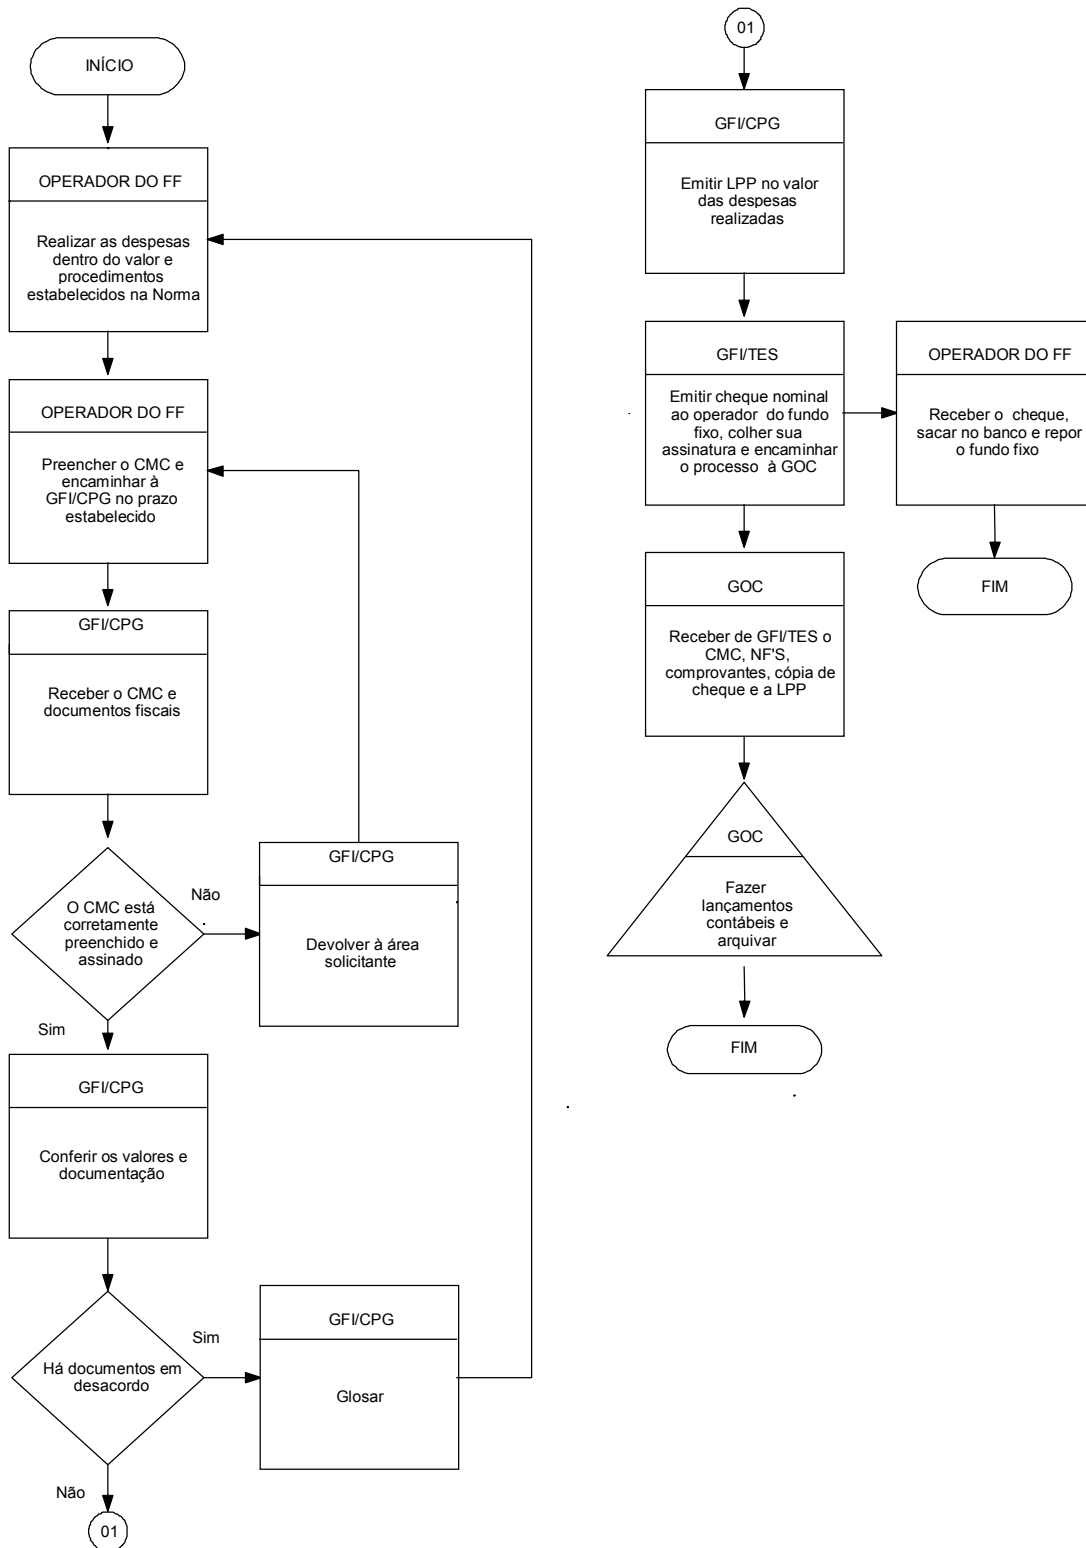 INÍCIO
OPERADOR DO FF
Realizar as despesas
dentro do valor e
procedimentos
estabelecidos na Norma
OPERADOR DO FF
Preencher o CMC e
encaminhar à
GFI/CPG no prazo
estabelecido
GFI/CPG
Receber o CMC e
documentos fiscais
O CMC está
corretamente
preenchido e
assinado
Não
GFI/CPG
Devolver à área
solicitante
Sim
GFI/CPG
Conferir os valores e
documentação
Há documentos em
desacordo
Sim
GFI/CPG
Glosar
Não
01
01
GFI/CPG
Emitir LPP no valor
das despesas
realizadas
GFI/TES
Emitir cheque nominal
ao operador do fundo
fixo, colher sua
assinatura e encaminhar
o processo à GOC
OPERADOR DO FF
Receber o cheque,
sacar no banco e repor
o fundo fixo
FIM
GOC
Receber de GFI/TES o
CMC, NF'S,
comprovantes, cópia de
cheque e a LPP
GOC
Fazer
lançamentos
contábeis e
arquivar
FIM